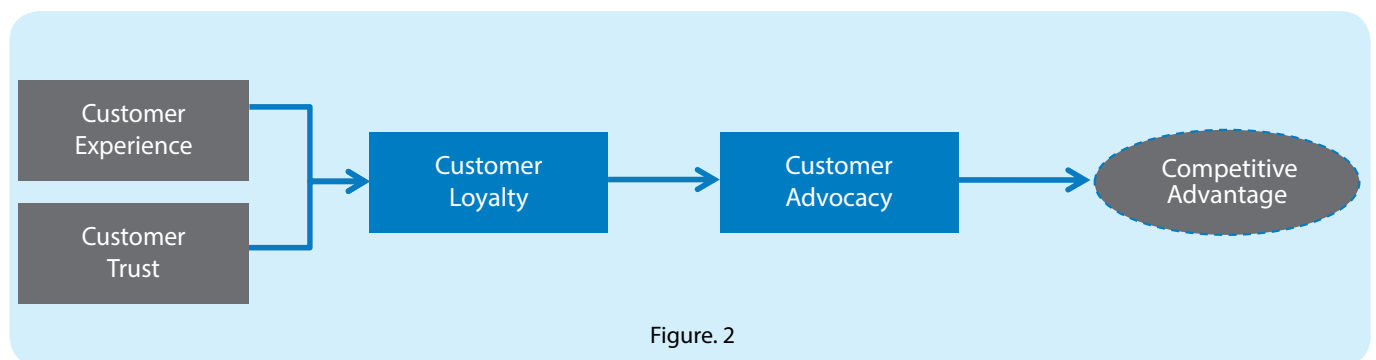 Customer
Experience
Customer
Trust
Customer
Loyalty
Customer
Advocacy
Competitive
Advantage
Figure. 2